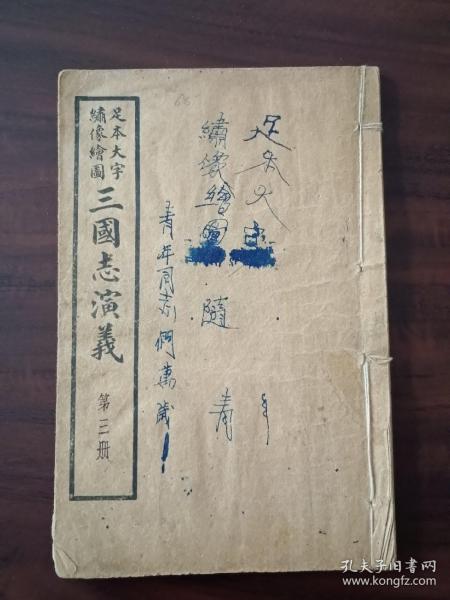 足本大字
繡像繪圖
三國志演義
第三册
足本大字
繡像繪圖
隨
青年
青年同志們萬歲！
孔夫子旧书网
www.kongfz.com